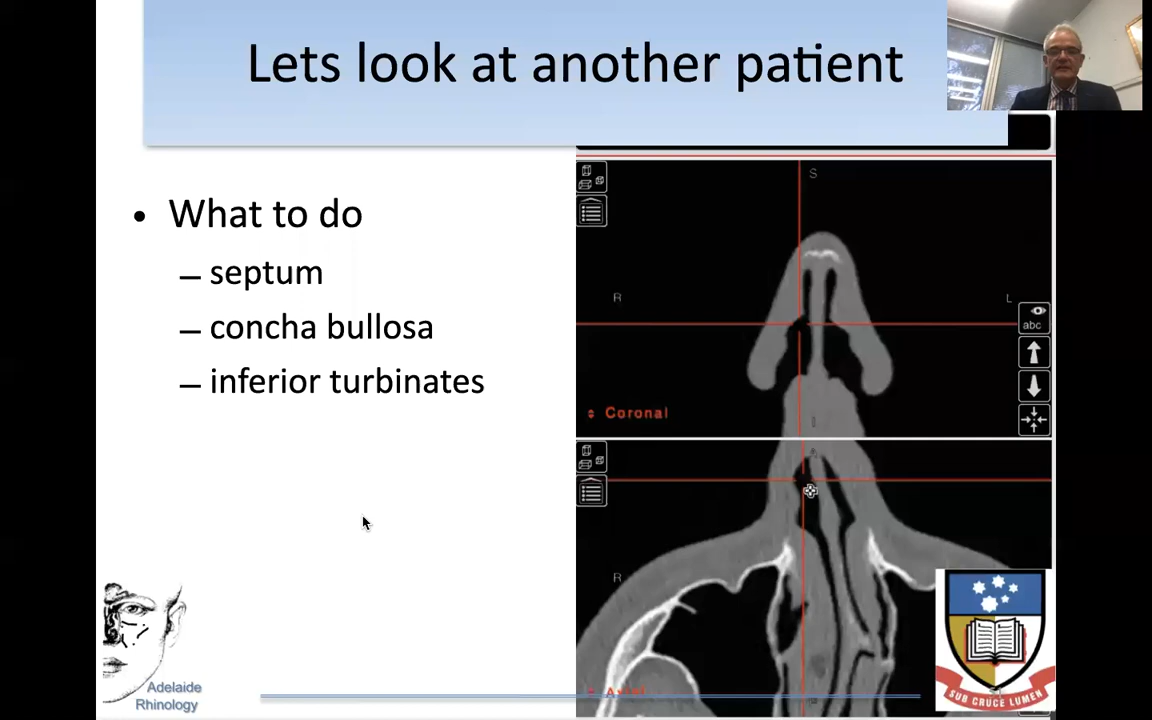 Lets look at another patient
• What to do
– septum
– concha bullosa
– inferior turbinates
S
R
L
abc
Coronal
I
A
R
Adelaide
Rhinology
SUB CRUCE LUMEN